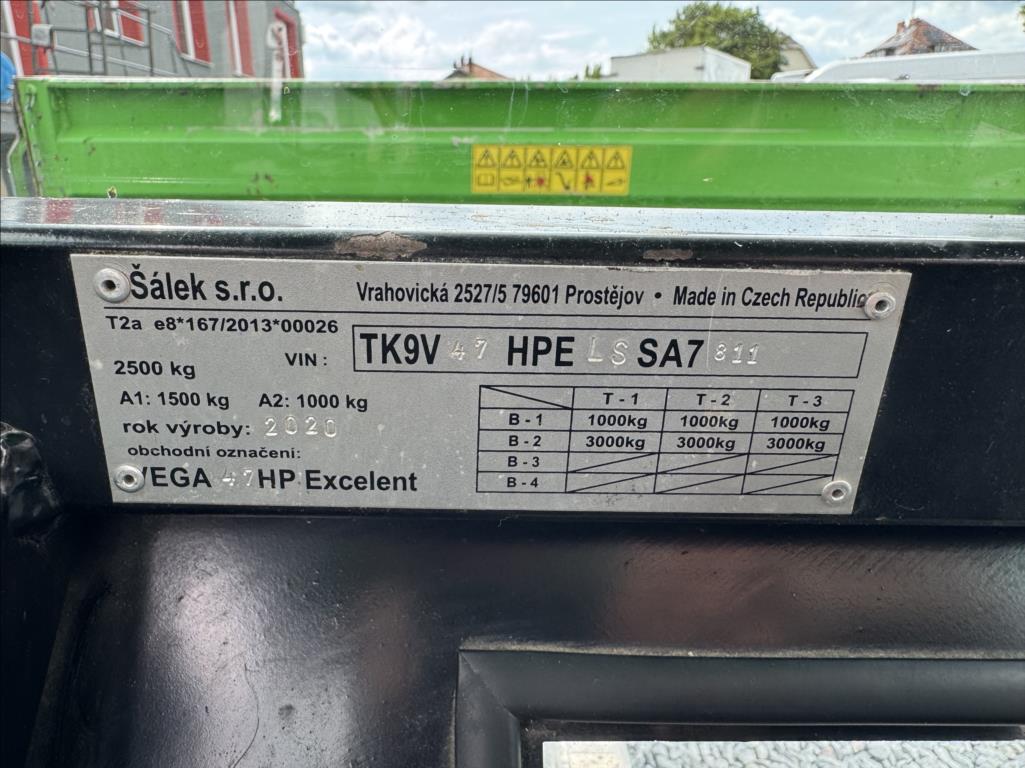 Šálek s.r.o. Vrahovická 2527/5 79601 Prostějov • Made in Czech Republic
T2a e8*167/2013*00026
VIN : TK9V 47 HPE LS SA7 811
2500 kg
A1: 1500 kg A2: 1000 kg
rok výroby: 2020
obchodní označení:
VEGA 47 HP Excelent
T - 1 T - 2 T - 3
B - 1 1000kg 1000kg 1000kg
B - 2 3000kg 3000kg 3000kg
B - 3
B - 4